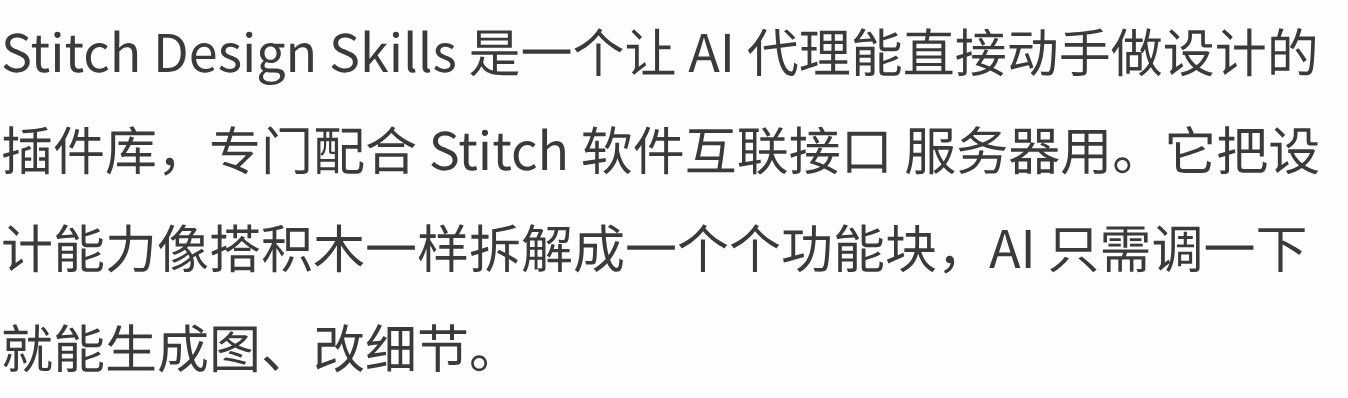 Stitch Design Skills 是一个让 AI 代理能直接动手做设计的
插件库，专门配合 Stitch 软件互联接口 服务器用。它把设
计能力像搭积木一样拆解成一个个功能块，AI 只需调一下
就能生成图、改细节。